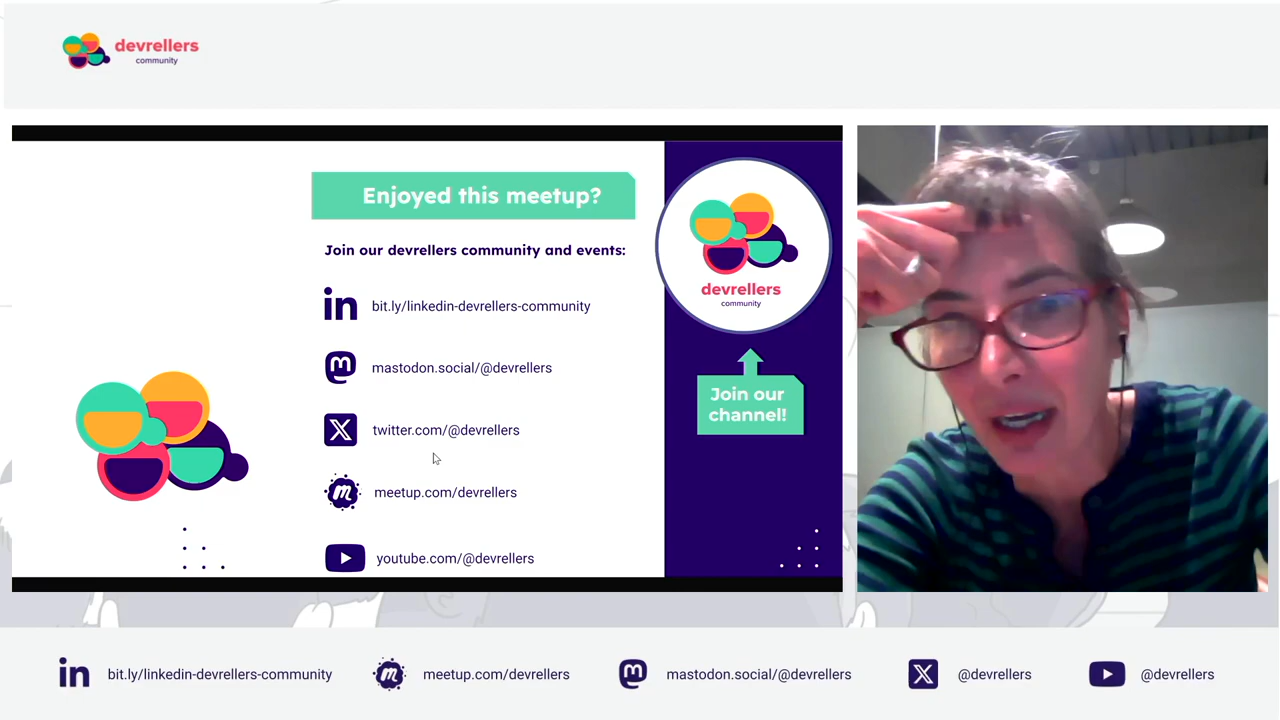 devrellers
community
Enjoyed this meetup?
Join our devrellers community and events:
bit.ly/linkedin-devrellers-community
mastodon.social/@devrellers
twitter.com/@devrellers
meetup.com/devrellers
youtube.com/@devrellers
devrellers
community
Join our
channel!
bit.ly/linkedin-devrellers-community
meetup.com/devrellers
mastodon.social/@devrellers
@devrellers
@devrellers